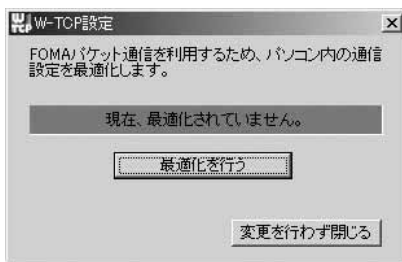 W-TCP設定
FOMAパケット通信を利用するため、パソコン内の通信
設定を最適化します。
現在、最適化されていません。
最適化を行う
変更を行わず閉じる